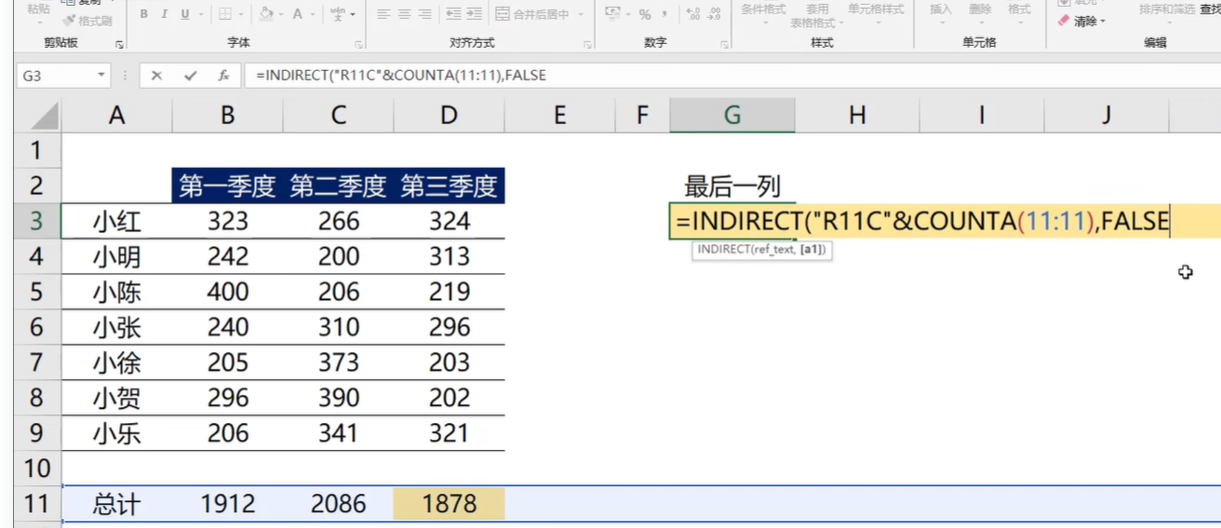 粘贴 复制 B I U A % , 合并后居中 条件格式 套用 单元格样式 插入 删除 格式 填充 排序和筛选 查找
格式刷 表格格式 清除
剪贴板 字体 对齐方式 数字 样式 单元格 编辑
G3 fx =INDIRECT("R11C"&COUNTA(11:11),FALSE
A B C D E F G H I J
1
2 第一季度 第二季度 第三季度 最后一列
3 小红 323 266 324 =INDIRECT("R11C"&COUNTA(11:11),FALSE
4 小明 242 200 313 INDIRECT(ref_text, [a1])
5 小陈 400 206 219
6 小张 240 310 296
7 小徐 205 373 203
8 小贺 296 390 202
9 小乐 206 341 321
10
11 总计 1912 2086 1878